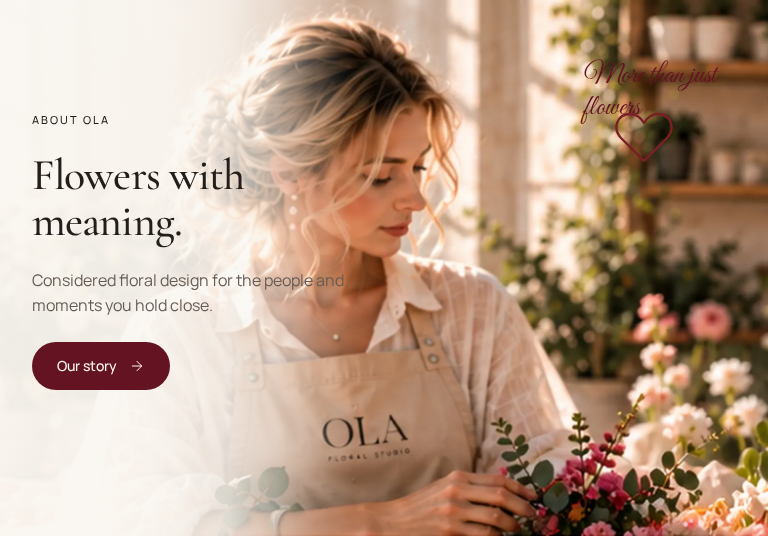 ABOUT OLA
Flowers with
meaning.
Considered floral design for the people and
moments you hold close.
Our story
More than just
flowers
OLA
FLORAL STUDIO